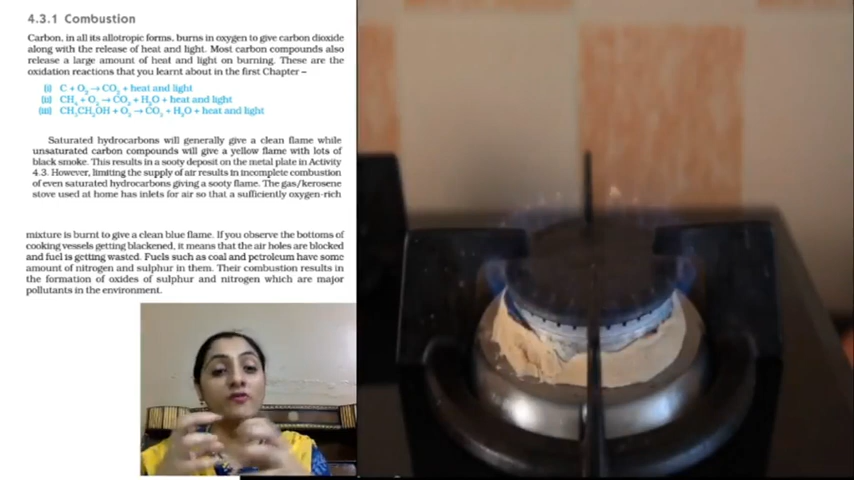 4.3.1 Combustion
Carbon, in all its allotropic forms, burns in oxygen to give carbon dioxide
along with the release of heat and light. Most carbon compounds also
release a large amount of heat and light on burning. These are the
oxidation reactions that you learnt about in the first Chapter –
(i) C + O₂ → CO₂ + heat and light
(ii) CH₄ + O₂ → CO₂ + H₂O + heat and light
(iii) CH₃CH₂OH + O₂ → CO₂ + H₂O + heat and light
Saturated hydrocarbons will generally give a clean flame while
unsaturated carbon compounds will give a yellow flame with lots of
black smoke. This results in a sooty deposit on the metal plate in Activity
4.3. However, limiting the supply of air results in incomplete combustion
of even saturated hydrocarbons giving a sooty flame. The gas/kerosene
stove used at home has inlets for air so that a sufficiently oxygen-rich
mixture is burnt to give a clean blue flame. If you observe the bottoms of
cooking vessels getting blackened, it means that the air holes are blocked
and fuel is getting wasted. Fuels such as coal and petroleum have some
amount of nitrogen and sulphur in them. Their combustion results in
the formation of oxides of sulphur and nitrogen which are major
pollutants in the environment.